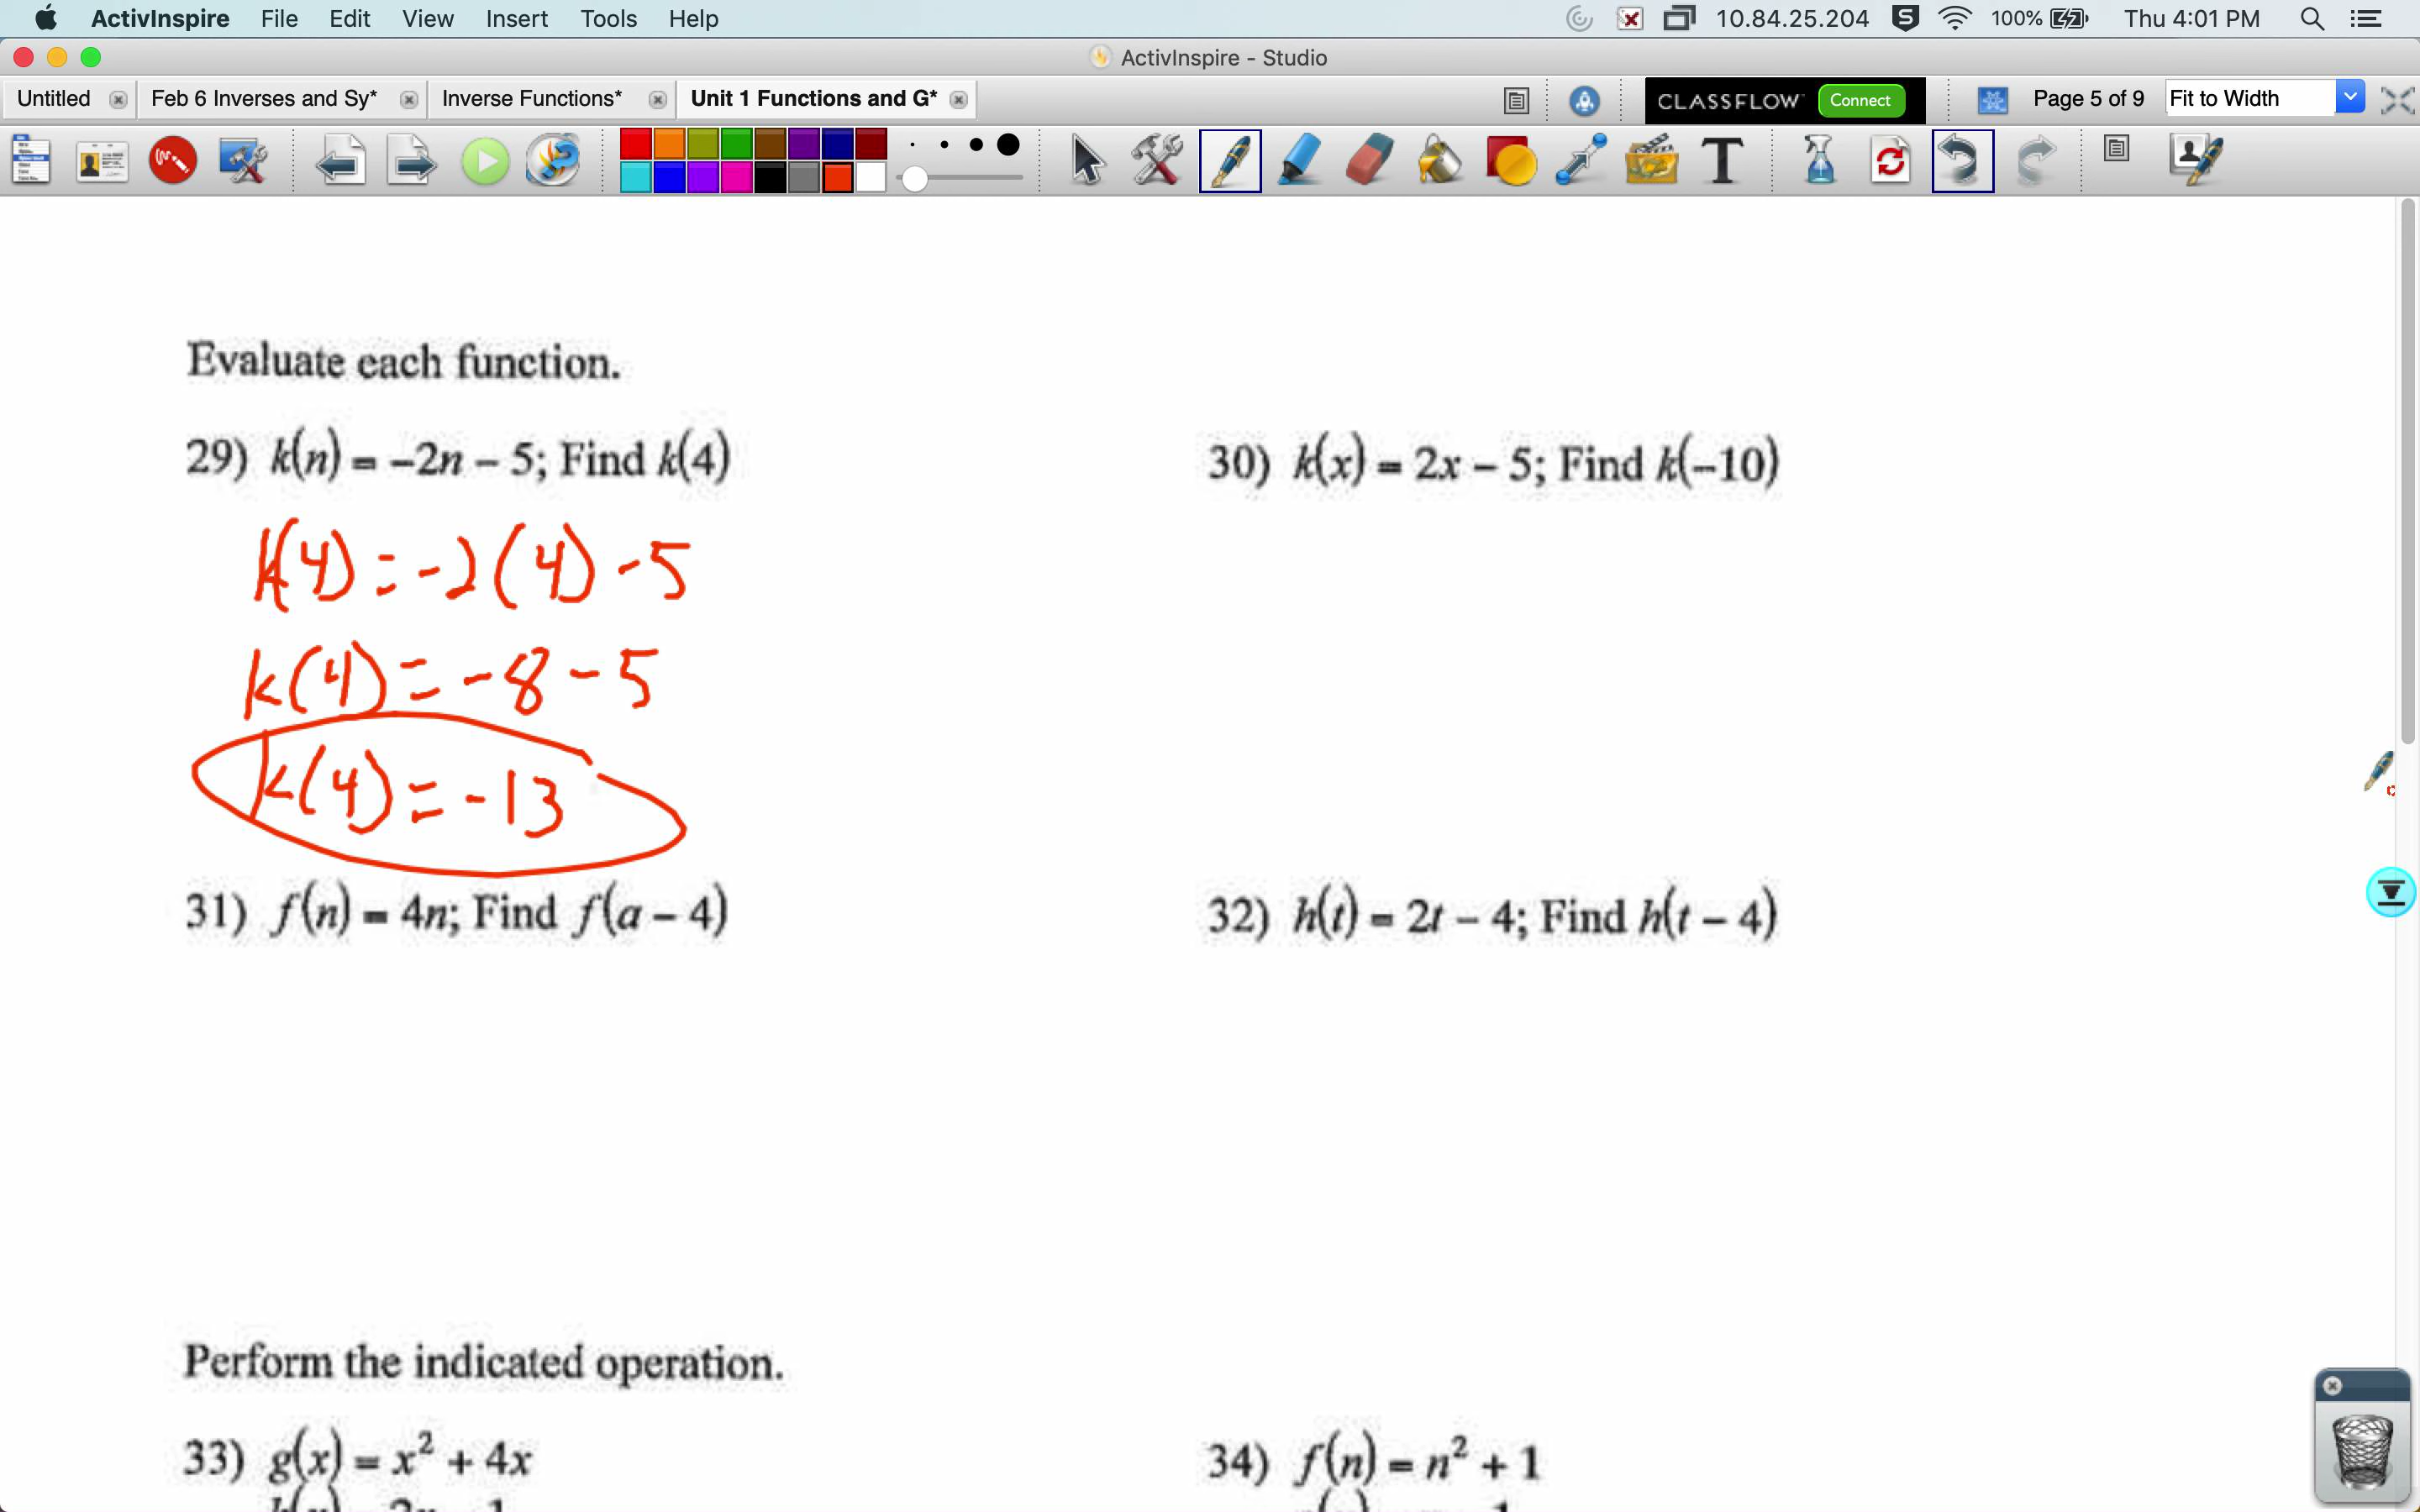 ActivInspire File Edit View Insert Tools Help 10.84.25.204 100% Thu 4:01 PM
ActivInspire - Studio
Untitled Feb 6 Inverses and Sy* Inverse Functions* Unit 1 Functions and G* CLASSFLOW Connect Page 5 of 9 Fit to Width
Evaluate each function.
29) k(n) = −2n − 5; Find k(4)
k(4) = -2(4) - 5
k(4) = -8 - 5
k(4) = -13
30) k(x) = 2x − 5; Find k(−10)
31) f(n) = 4n; Find f(a − 4)
32) h(t) = 2t − 4; Find h(t − 4)
Perform the indicated operation.
33) g(x) = x² + 4x
34) f(n) = n² + 1